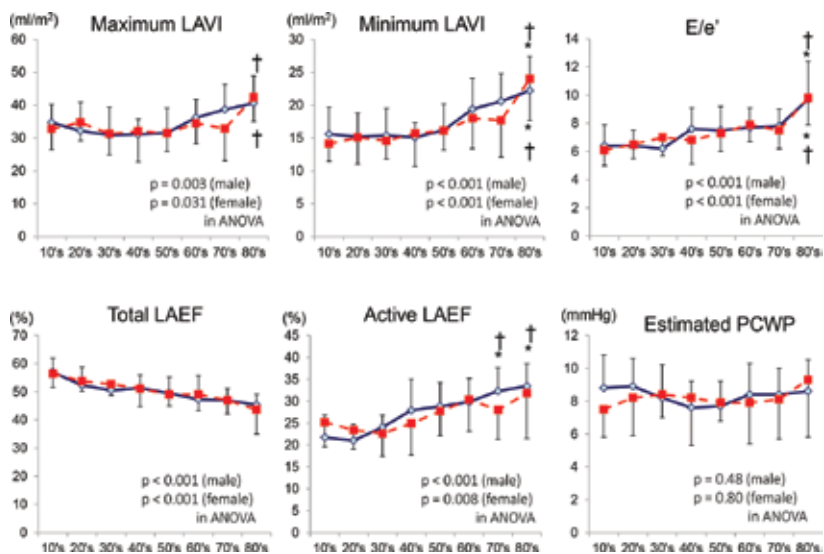 (ml/m²)
Maximum LAVI
60
50
40
30
20
10
0
†
†
p = 0.003 (male)
p = 0.031 (female)
in ANOVA
10's 20's 30's 40's 50's 60's 70's 80's
(ml/m²)
Minimum LAVI
30
25
20
15
10
5
0
†
*
*
†
p < 0.001 (male)
p < 0.001 (female)
in ANOVA
10's 20's 30's 40's 50's 60's 70's 80's
E/e'
14
12
10
8
6
4
2
0
†
*
*
†
p < 0.001 (male)
p < 0.001 (female)
in ANOVA
10's 20's 30's 40's 50's 60's 70's 80's
(%)
Total LAEF
70
60
50
40
30
20
10
0
p < 0.001 (male)
p < 0.001 (female)
in ANOVA
10's 20's 30's 40's 50's 60's 70's 80's
(%)
Active LAEF
45
40
35
30
25
20
15
10
5
0
†
*
†
*
p < 0.001 (male)
p = 0.008 (female)
in ANOVA
10's 20's 30's 40's 50's 60's 70's 80's
(mmHg)
Estimated PCWP
12
10
8
6
4
2
0
p = 0.48 (male)
p = 0.80 (female)
in ANOVA
10's 20's 30's 40's 50's 60's 70's 80's